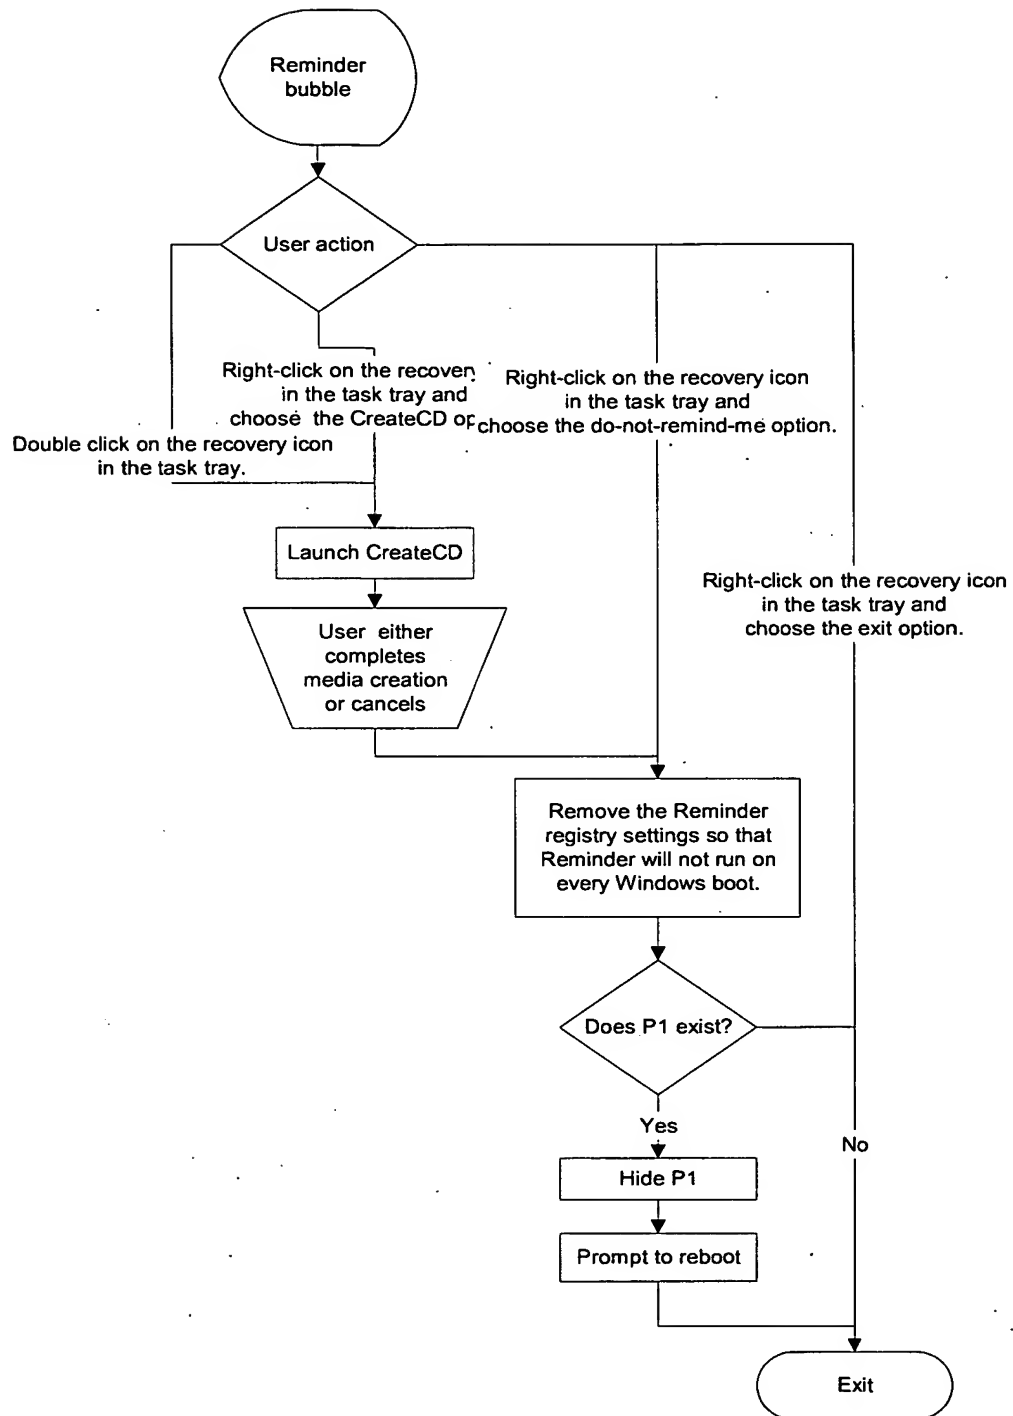 Reminder
bubble
User action
Right-click on the recovery
in the task tray and
choose the CreateCD op
Right-click on the recovery icon
in the task tray and
choose the do-not-remind-me option.
Double click on the recovery icon
in the task tray.
Launch CreateCD
Right-click on the recovery icon
in the task tray and
choose the exit option.
User either
completes
media creation
or cancels
Remove the Reminder
registry settings so that
Reminder will not run on
every Windows boot.
Does P1 exist?
Yes
No
Hide P1
Prompt to reboot
Exit